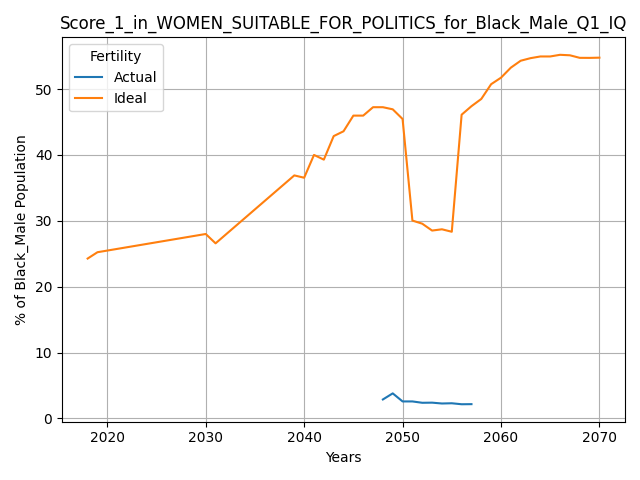 Score_1_in_WOMEN_SUITABLE_FOR_POLITICS_for_Black_Male_Q1_IQ
Fertility
Actual
Ideal
% of Black_Male Population
50
40
30
20
10
0
2020 2030 2040 2050 2060 2070
Years